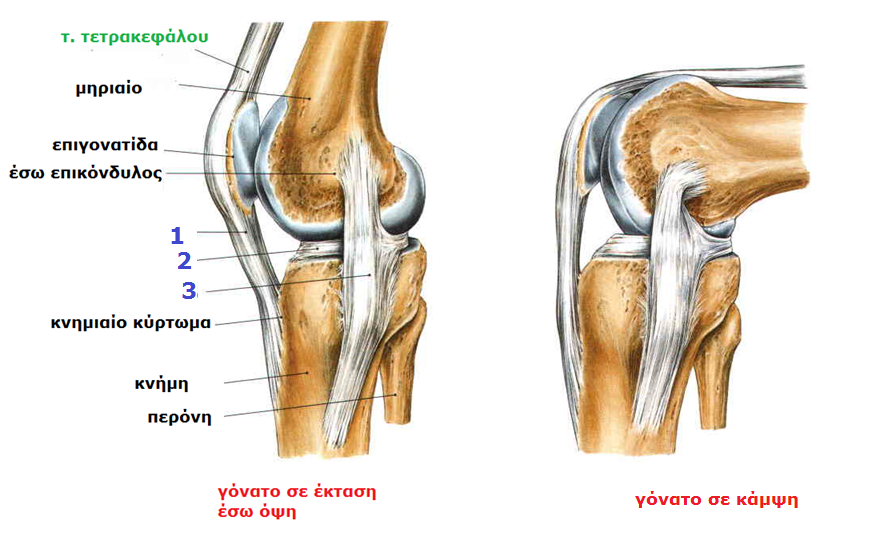 τ. τετρακεφάλου
μηριαίο
επιγονατίδα
έσω επικόνδυλος
1
2
3
κνημιαίο κύρτωμα
κνήμη
περόνη
γόνατο σε έκταση
έσω όψη
γόνατο σε κάμψη